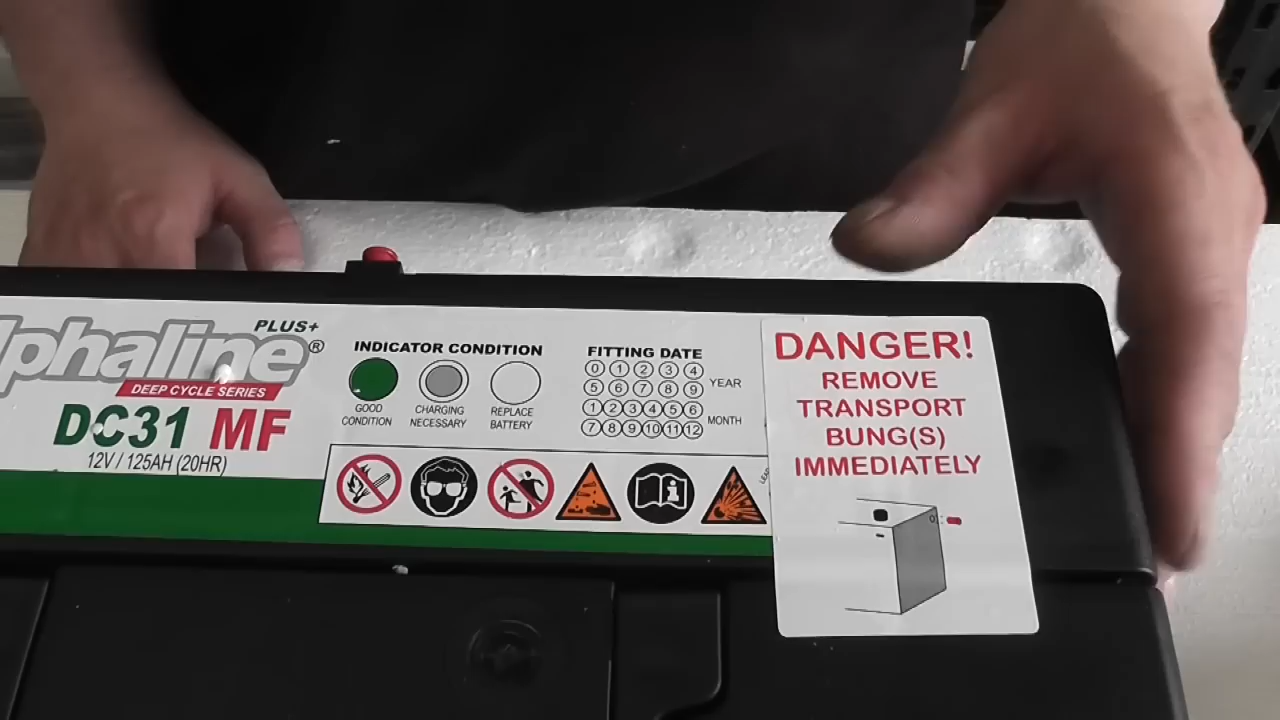 phaline PLUS+ ®
DEEP CYCLE SERIES
DC31 MF
12V / 125AH (20HR)
INDICATOR CONDITION
GOOD CONDITION
CHARGING NECESSARY
REPLACE BATTERY
FITTING DATE
0 1 2 3 4
5 6 7 8 9
YEAR
1 2 3 4 5 6
7 8 9 10 11 12
MONTH
DANGER!
REMOVE
TRANSPORT
BUNG(S)
IMMEDIATELY